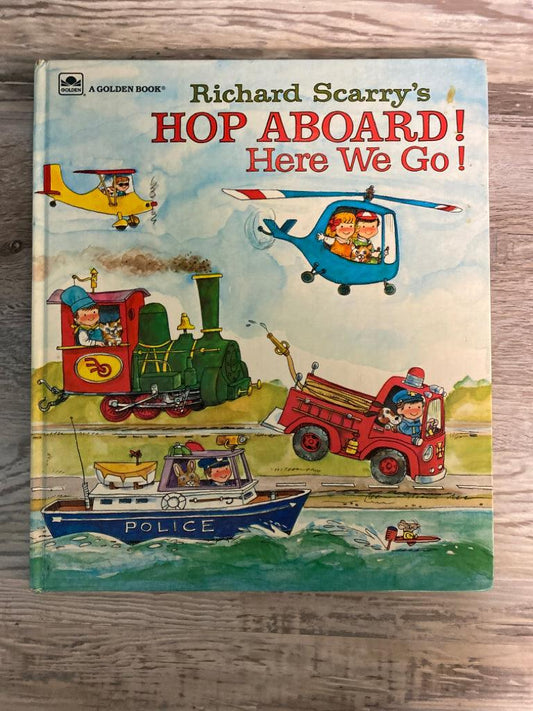 GOLDEN
A GOLDEN BOOK®
Richard Scarry's
HOP ABOARD!
Here We Go!
POLICE